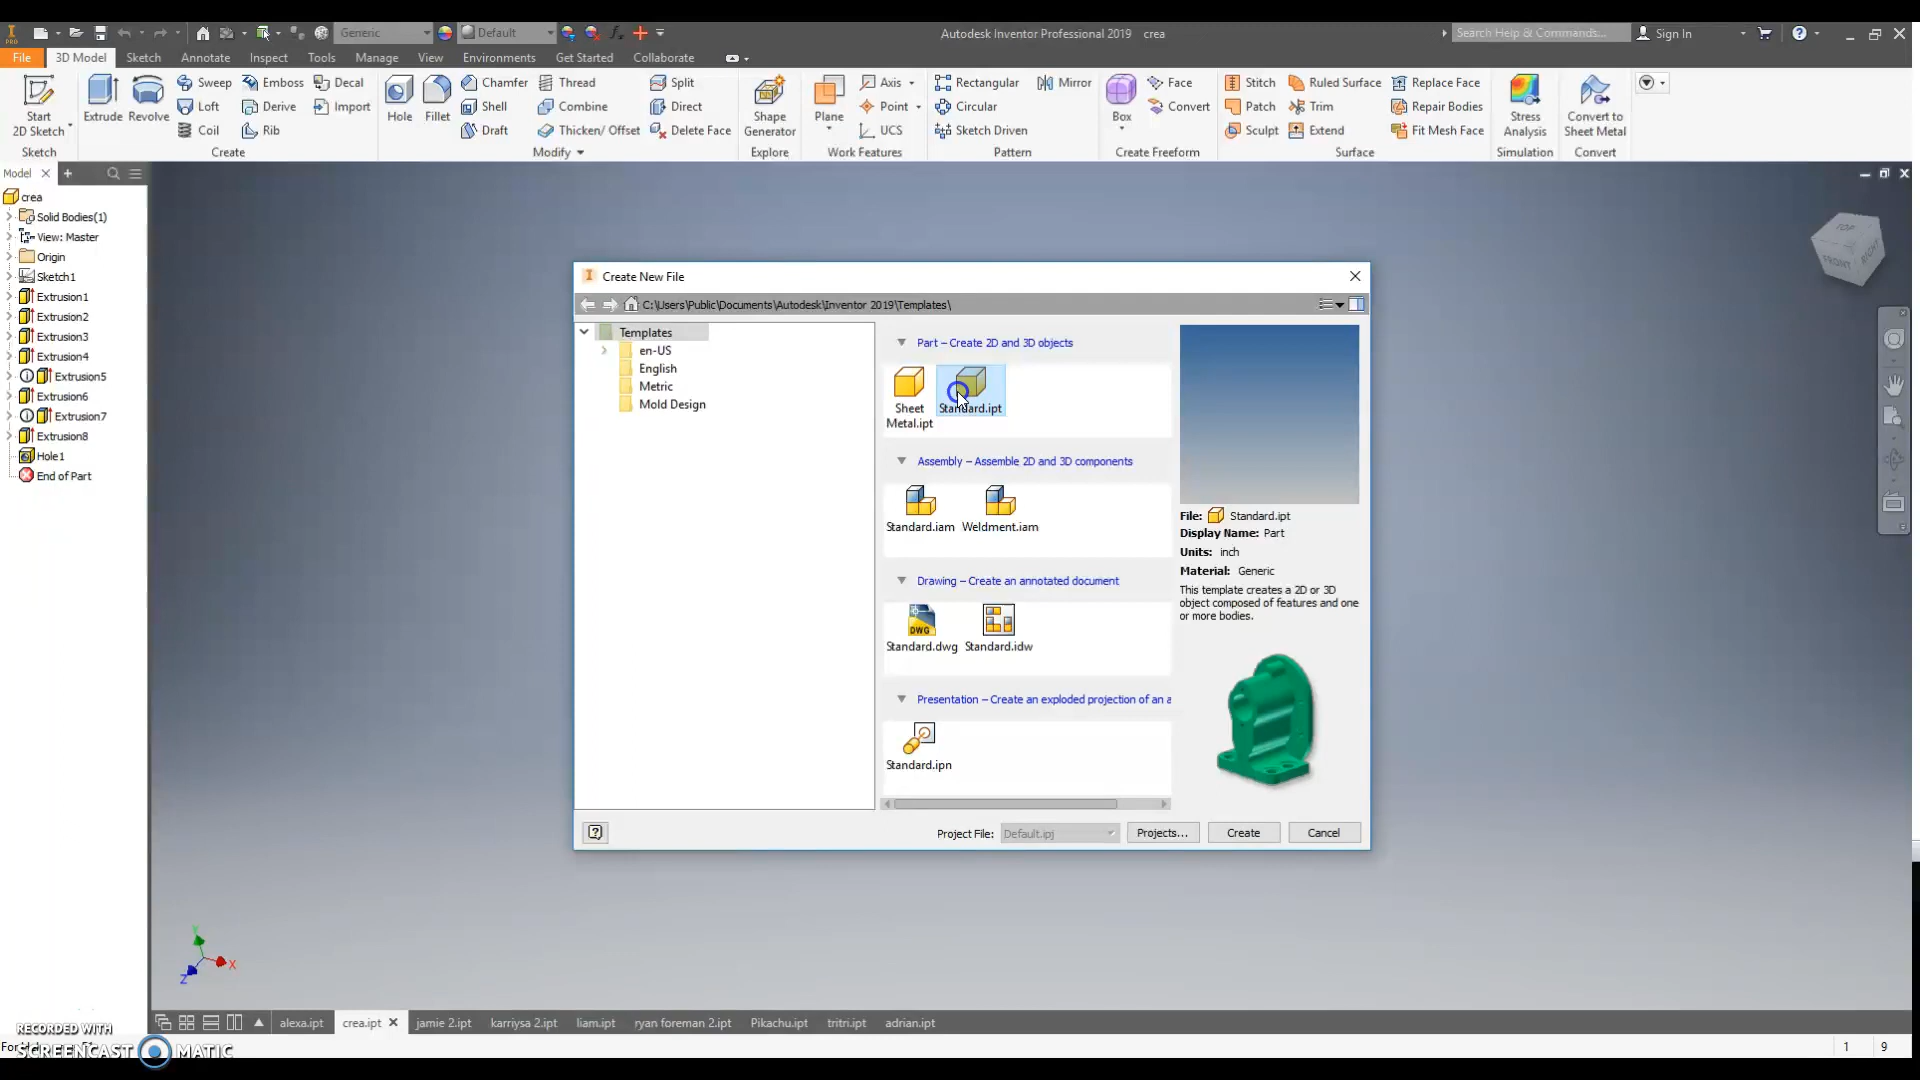 PRO
Generic
Default
Autodesk Inventor Professional 2019 crea
Search Help & Commands...
Sign In
File 3D Model Sketch Annotate Inspect Tools Manage View Environments Get Started Collaborate
Start
2D Sketch
Sketch
Extrude
Revolve
Sweep
Emboss
Decal
Loft
Derive
Import
Coil
Rib
Create
Hole
Fillet
Chamfer
Thread
Split
Shell
Combine
Direct
Draft
Thicken/ Offset
Delete Face
Modify
Shape
Generator
Explore
Plane
Axis
Point
UCS
Work Features
Rectangular
Mirror
Circular
Sketch Driven
Pattern
Box
Face
Convert
Create Freeform
Stitch
Ruled Surface
Replace Face
Patch
Trim
Repair Bodies
Sculpt
Extend
Fit Mesh Face
Surface
Stress
Analysis
Simulation
Convert to
Sheet Metal
Convert
Model
crea
Solid Bodies(1)
View: Master
Origin
Sketch1
Extrusion1
Extrusion2
Extrusion3
Extrusion4
Extrusion5
Extrusion6
Extrusion7
Extrusion8
Hole1
End of Part
TOP
FRONT
RIGHT
Create New File
C:\Users\Public\Documents\Autodesk\Inventor 2019\Templates\
Templates
en-US
English
Metric
Mold Design
Part – Create 2D and 3D objects
Sheet
Metal.ipt
Standard.ipt
Assembly – Assemble 2D and 3D components
Standard.iam
Weldment.iam
Drawing – Create an annotated document
DWG
Standard.dwg
Standard.idw
Presentation – Create an exploded projection of an a
Standard.ipn
File: Standard.ipt
Display Name: Part
Units: inch
Material: Generic
This template creates a 2D or 3D
object composed of features and one
or more bodies.
Project File: Default.ipj
Projects...
Create
Cancel
Y
X
Z
alexa.ipt crea.ipt jamie 2.ipt karriysa 2.ipt liam.ipt ryan foreman 2.ipt Pikachu.ipt tritri.ipt adrian.ipt
RECORDED WITH
SCREENCAST MATIC
1 9